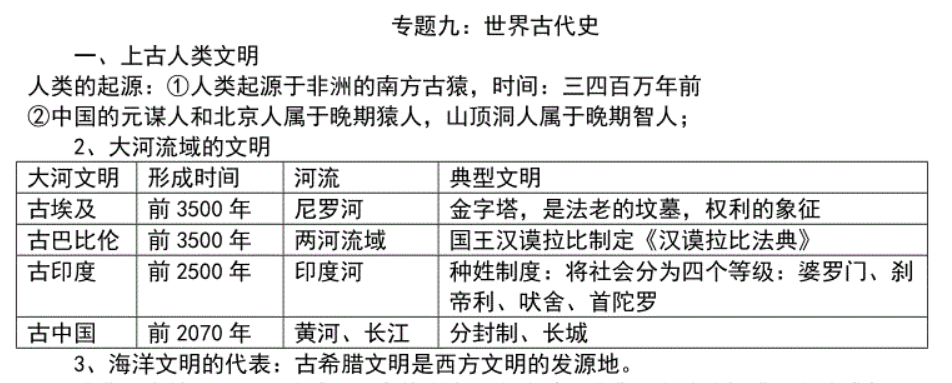 专题九：世界古代史
一、上古人类文明
人类的起源：①人类起源于非洲的南方古猿，时间：三四百万年前
②中国的元谋人和北京人属于晚期猿人，山顶洞人属于晚期智人；
2、大河流域的文明
大河文明 形成时间 河流 典型文明
古埃及 前 3500 年 尼罗河 金字塔，是法老的坟墓，权利的象征
古巴比伦 前 3500 年 两河流域 国王汉谟拉比制定《汉谟拉比法典》
古印度 前 2500 年 印度河 种姓制度：将社会分为四个等级：婆罗门、刹
帝利、吠舍、首陀罗
古中国 前 2070 年 黄河、长江 分封制、长城
3、海洋文明的代表：古希腊文明是西方文明的发源地。